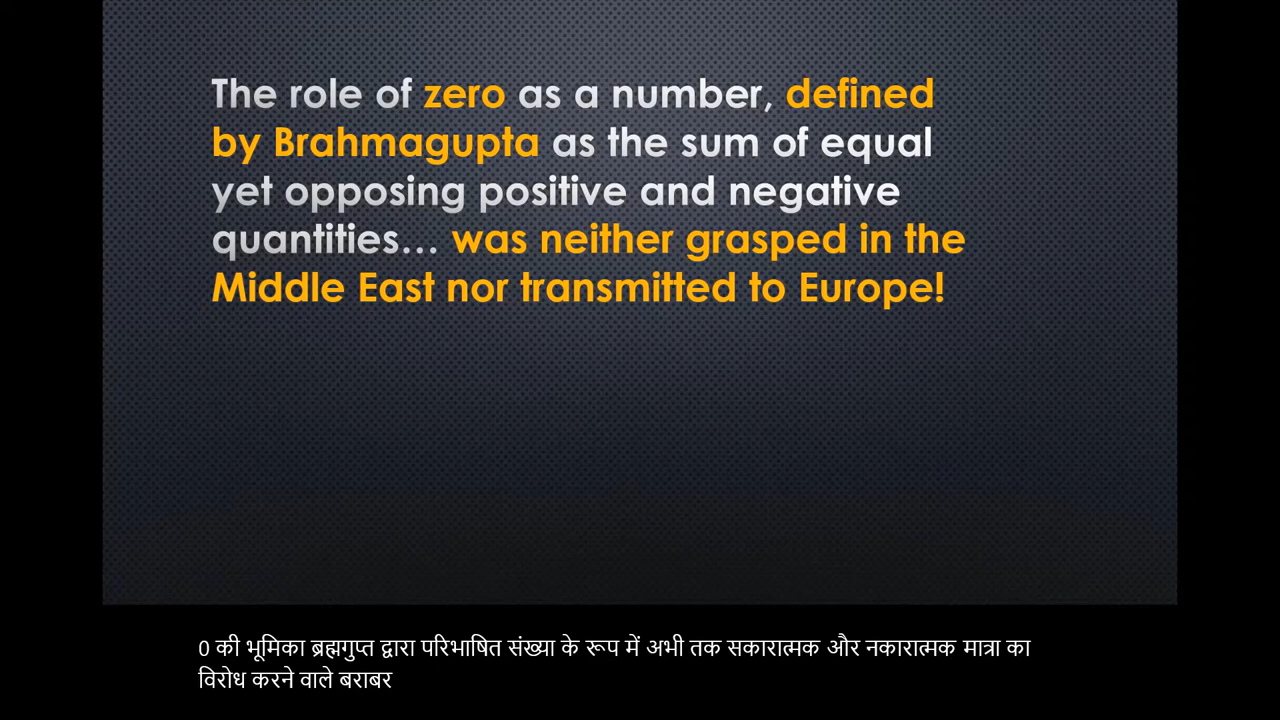 The role of zero as a number, defined
by Brahmagupta as the sum of equal
yet opposing positive and negative
quantities… was neither grasped in the
Middle East nor transmitted to Europe!
0 की भूमिका ब्रह्मगुप्त द्वारा परिभाषित संख्या के रूप में अभी तक सकारात्मक और नकारात्मक मात्रा का
विरोध करने वाले बराबर